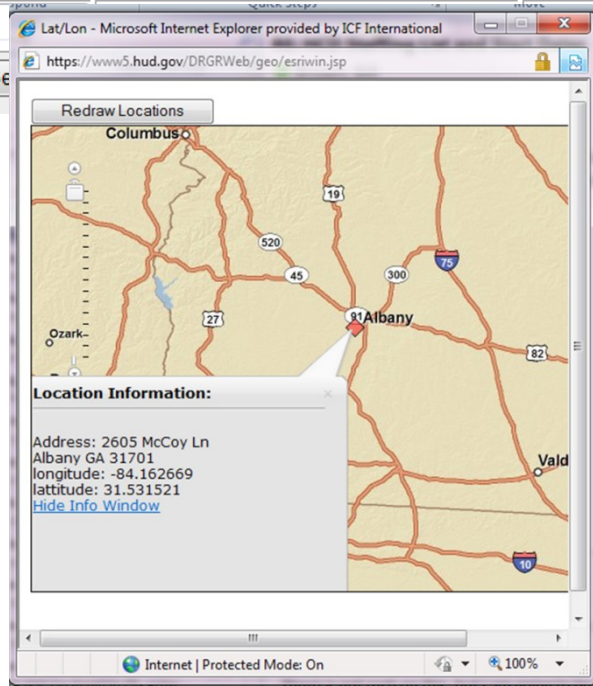 Lat/Lon - Microsoft Internet Explorer provided by ICF International
https://www5.hud.gov/DRGRWeb/geo/esriwin.jsp
Redraw Locations
Columbus
19
520
45
300
75
91
Albany
27
Ozark
82
Location Information:
Address: 2605 McCoy Ln
Albany GA 31701
longitude: -84.162669
lattitude: 31.531521
Hide Info Window
Vald
10
Internet | Protected Mode: On
100%